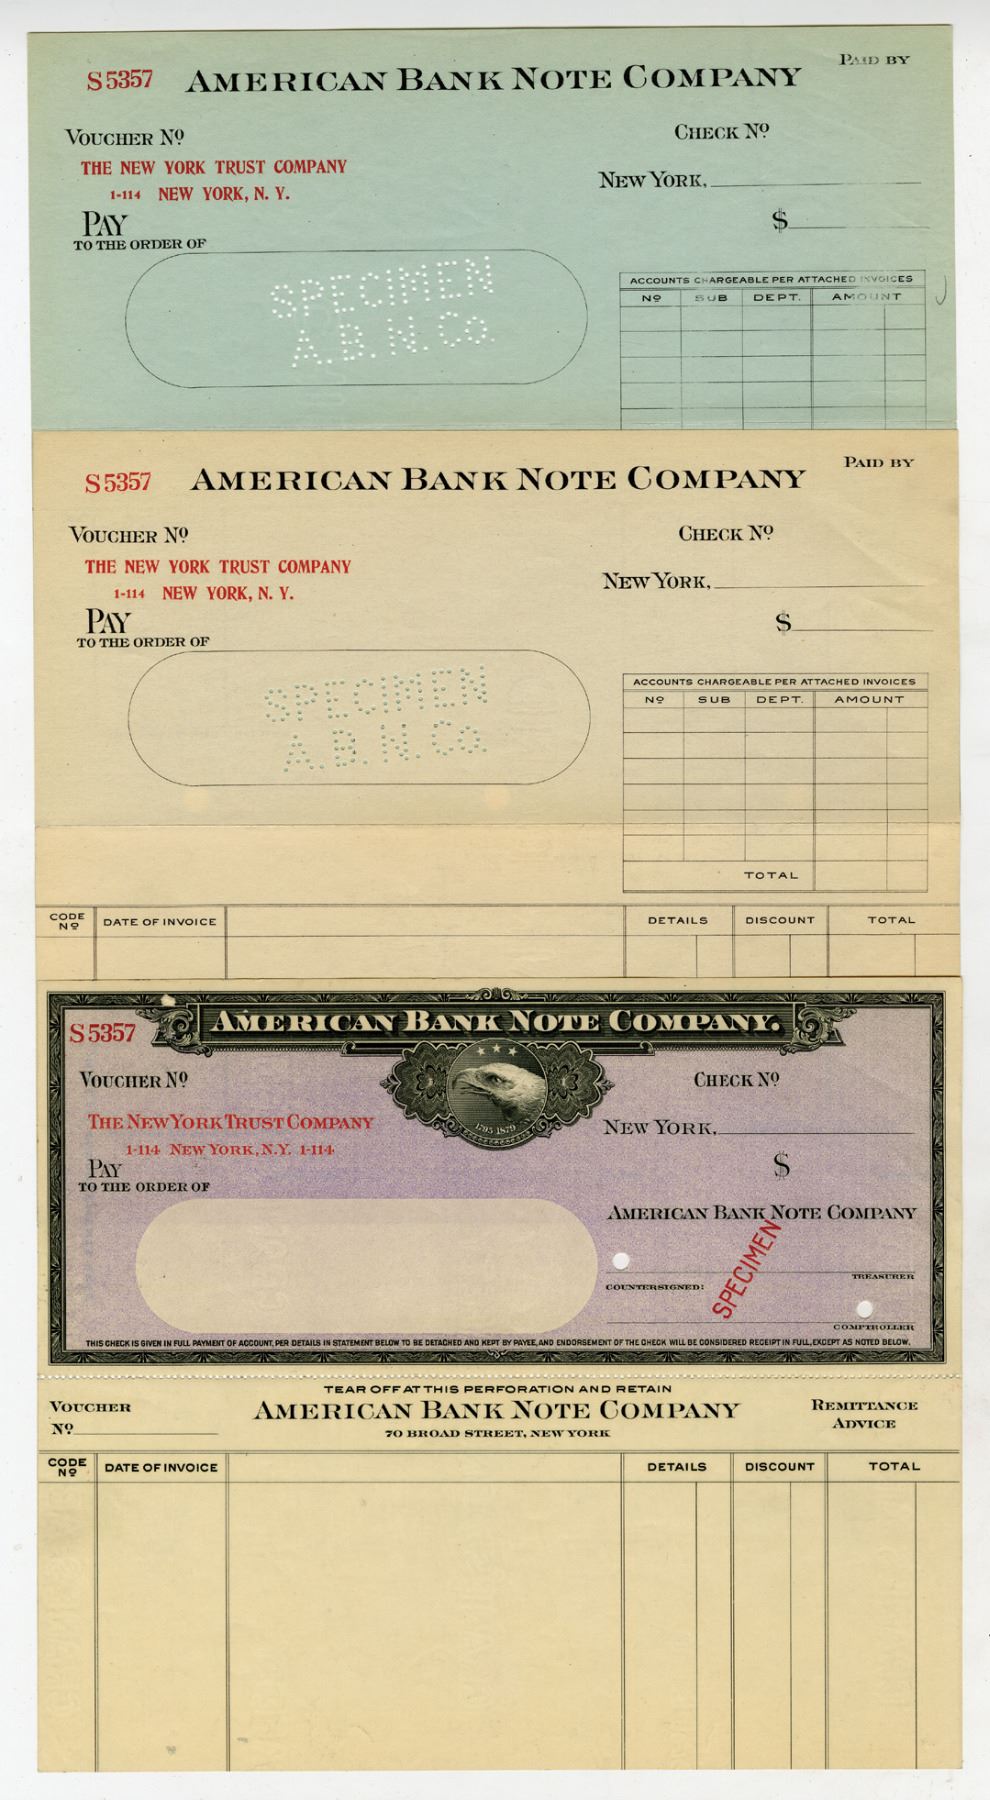 S5357 AMERICAN BANK NOTE COMPANY PAID BY
VOUCHER Nº CHECK Nº
THE NEW YORK TRUST COMPANY
1-114 NEW YORK, N. Y.
NEW YORK,
PAY
TO THE ORDER OF
$
SPECIMEN
A.B.N.Co.
ACCOUNTS CHARGEABLE PER ATTACHED INVOICES
Nº SUB DEPT. AMOUNT
S5357 AMERICAN BANK NOTE COMPANY PAID BY
VOUCHER Nº CHECK Nº
THE NEW YORK TRUST COMPANY
1-114 NEW YORK, N. Y.
NEW YORK,
PAY
TO THE ORDER OF
$
SPECIMEN
A.B.N.Co.
ACCOUNTS CHARGEABLE PER ATTACHED INVOICES
Nº SUB DEPT. AMOUNT
TOTAL
CODE Nº DATE OF INVOICE DETAILS DISCOUNT TOTAL
S5357 AMERICAN BANK NOTE COMPANY.
1795 1879
VOUCHER Nº CHECK Nº
THE NEW YORK TRUST COMPANY
1-114 NEW YORK, N.Y. 1-114
NEW YORK,
PAY
TO THE ORDER OF
$
AMERICAN BANK NOTE COMPANY
SPECIMEN
TREASURER
COUNTERSIGNED:
COMPTROLLER
THIS CHECK IS GIVEN IN FULL PAYMENT OF ACCOUNT, PER DETAILS IN STATEMENT BELOW TO BE DETACHED AND KEPT BY PAYEE, AND ENDORSEMENT OF THE CHECK WILL BE CONSIDERED RECEIPT IN FULL, EXCEPT AS NOTED BELOW.
TEAR OFF AT THIS PERFORATION AND RETAIN
VOUCHER Nº
AMERICAN BANK NOTE COMPANY
70 BROAD STREET, NEW YORK
REMITTANCE ADVICE
CODE Nº DATE OF INVOICE DETAILS DISCOUNT TOTAL